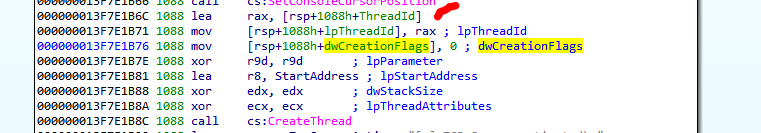 000000013F7E1B66 1088 call cs:SetConsoleCursorPosition
000000013F7E1B6C 1088 lea rax, [rsp+1088h+ThreadId]
000000013F7E1B71 1088 mov [rsp+1088h+lpThreadId], rax ; lpThreadId
000000013F7E1B76 1088 mov [rsp+1088h+dwCreationFlags], 0 ; dwCreationFlags
000000013F7E1B7E 1088 xor r9d, r9d ; lpParameter
000000013F7E1B81 1088 lea r8, StartAddress ; lpStartAddress
000000013F7E1B88 1088 xor edx, edx ; dwStackSize
000000013F7E1B8A 1088 xor ecx, ecx ; lpThreadAttributes
000000013F7E1B8C 1088 call cs:CreateThread